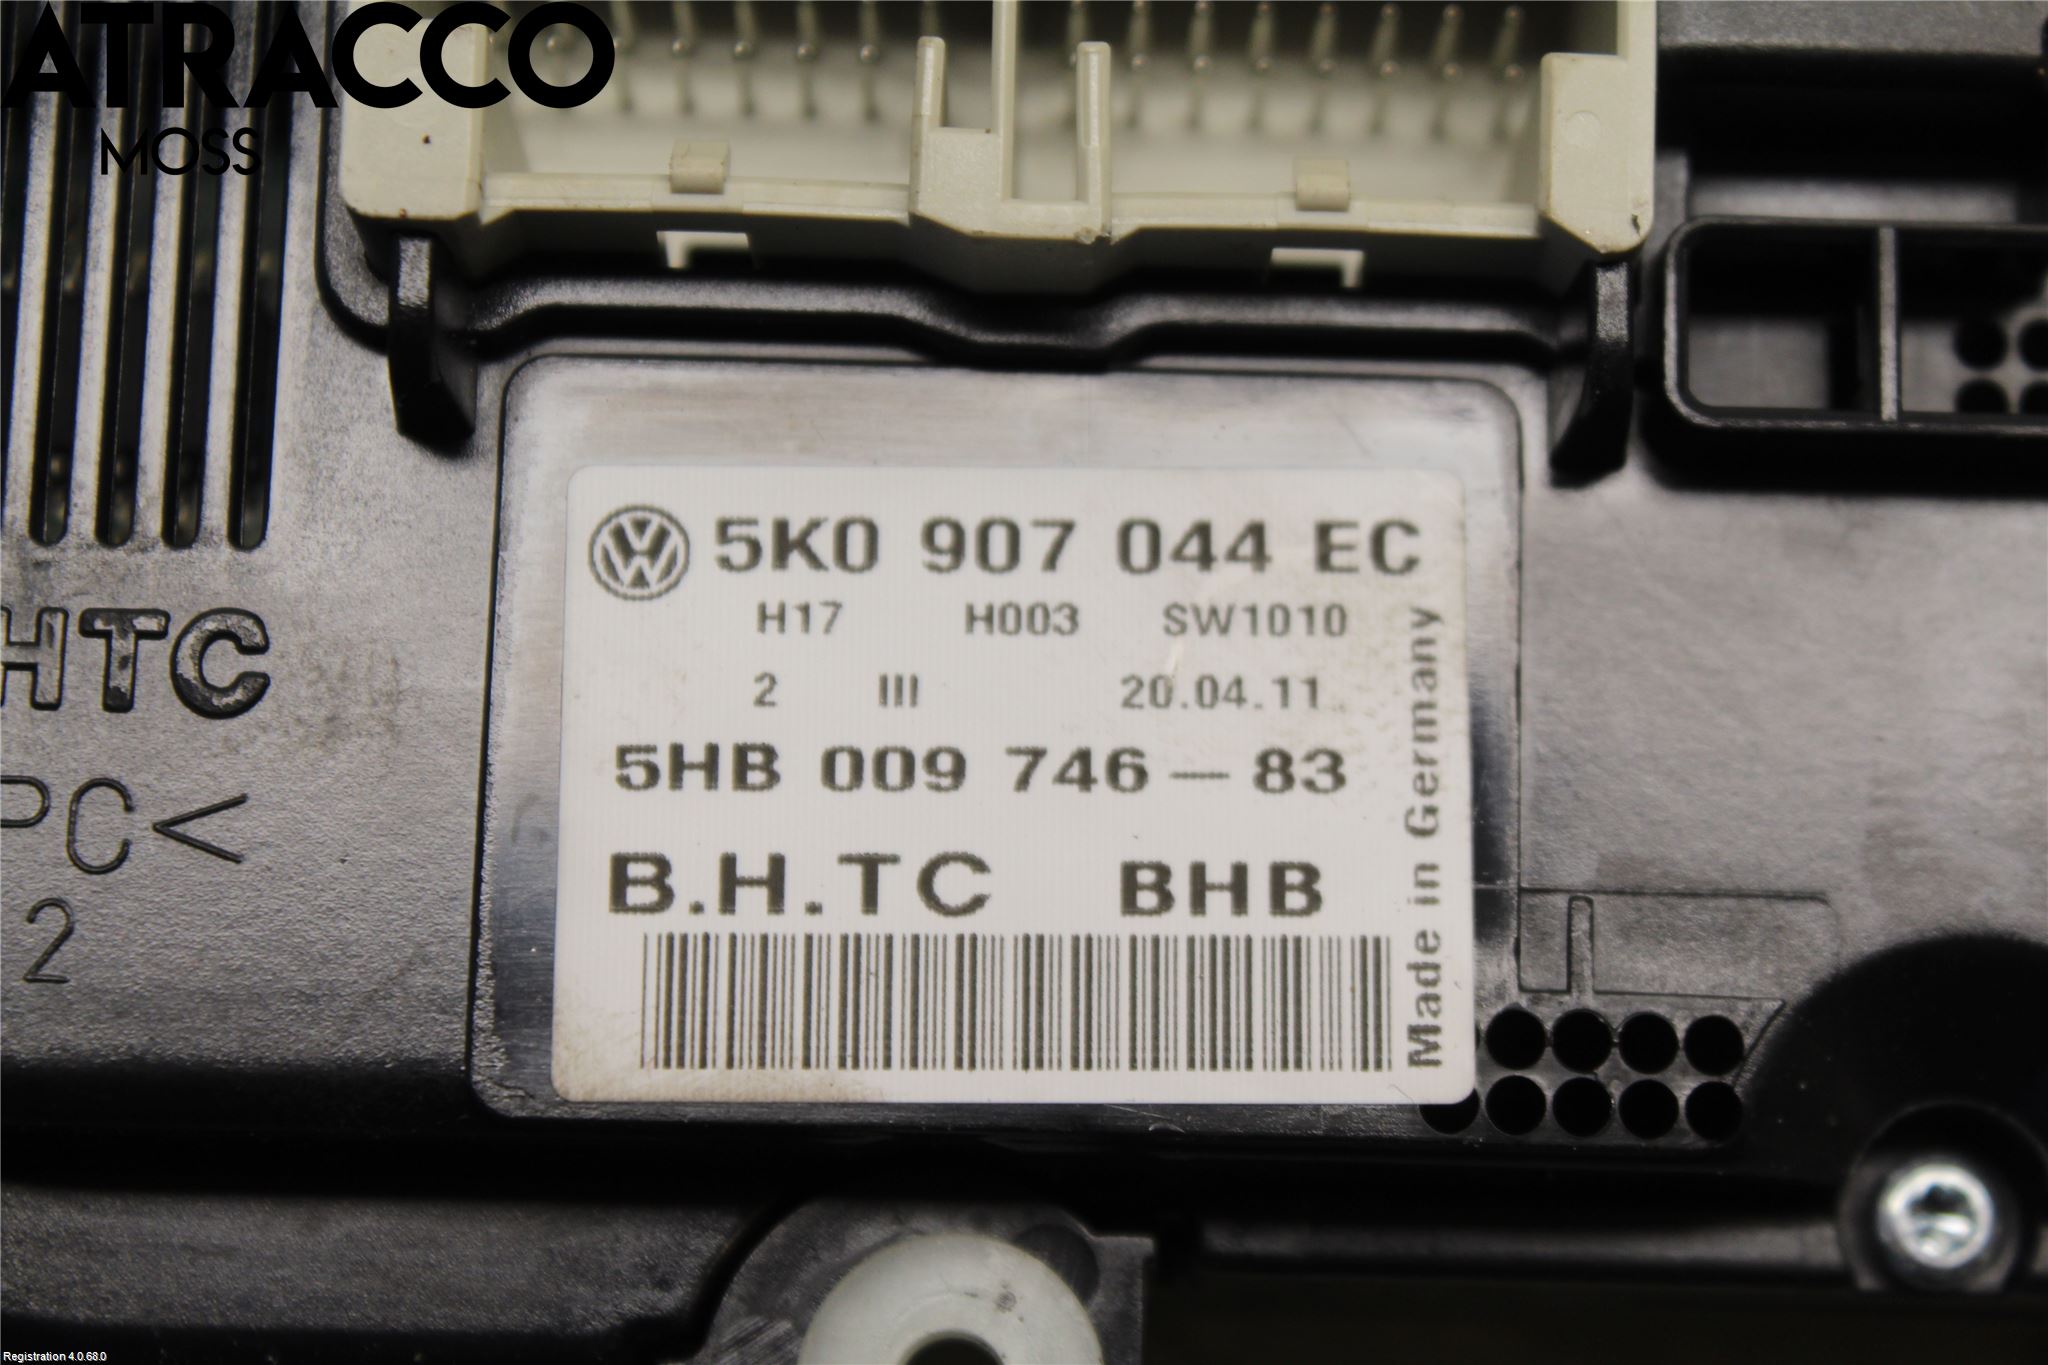 ATRACCO
MOSS
5K0 907 044 EC
H17 H003 SW1010
2 III 20.04.11
5HB 009 746-83
B.H.TC BHB
Made in Germany
HTC
PC<
2
Registration 4.0.68.0